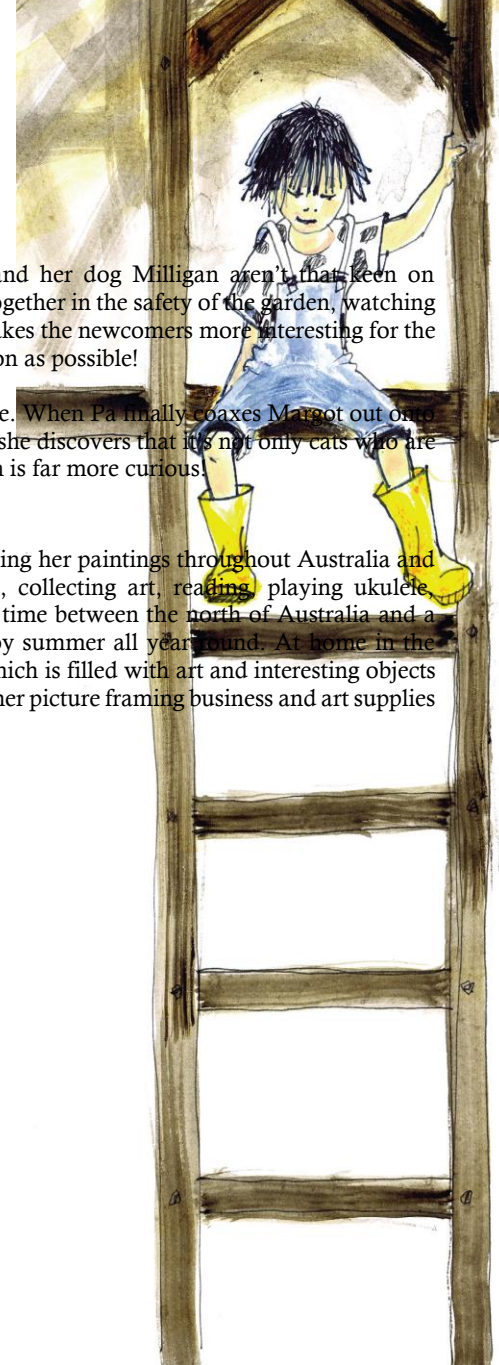 and her dog Milligan aren't that keen on
ogether in the safety of the garden, watching
akes the newcomers more interesting for the
on as possible!
e. When Pa finally coaxes Margot out onto
she discovers that it's not only cats who are
n is far more curious!
ing her paintings throughout Australia and
, collecting art, reading, playing ukulele,
time between the north of Australia and a
oy summer all year round. At home in the
hich is filled with art and interesting objects
her picture framing business and art supplies